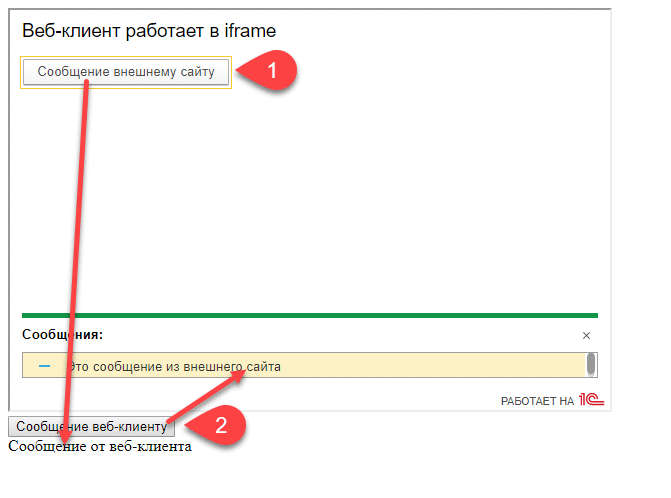 Веб-клиент работает в iframe
Сообщение внешнему сайту
1
Сообщения:
×
Это сообщение из внешнего сайта
РАБОТАЕТ НА 1С
Сообщение веб-клиенту
2
Сообщение от веб-клиента